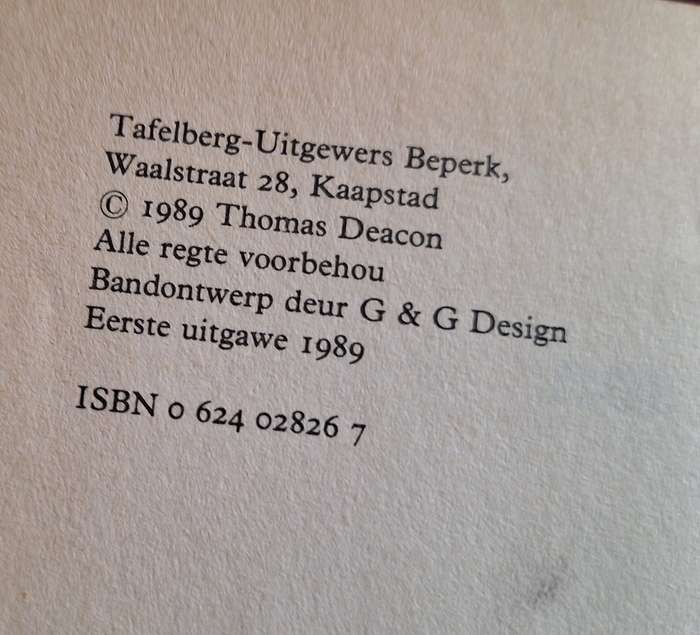 Tafelberg-Uitgewers Beperk,
Waalstraat 28, Kaapstad
© 1989 Thomas Deacon
Alle regte voorbehou
Bandontwerp deur G & G Design
Eerste uitgawe 1989
ISBN 0 624 02826 7